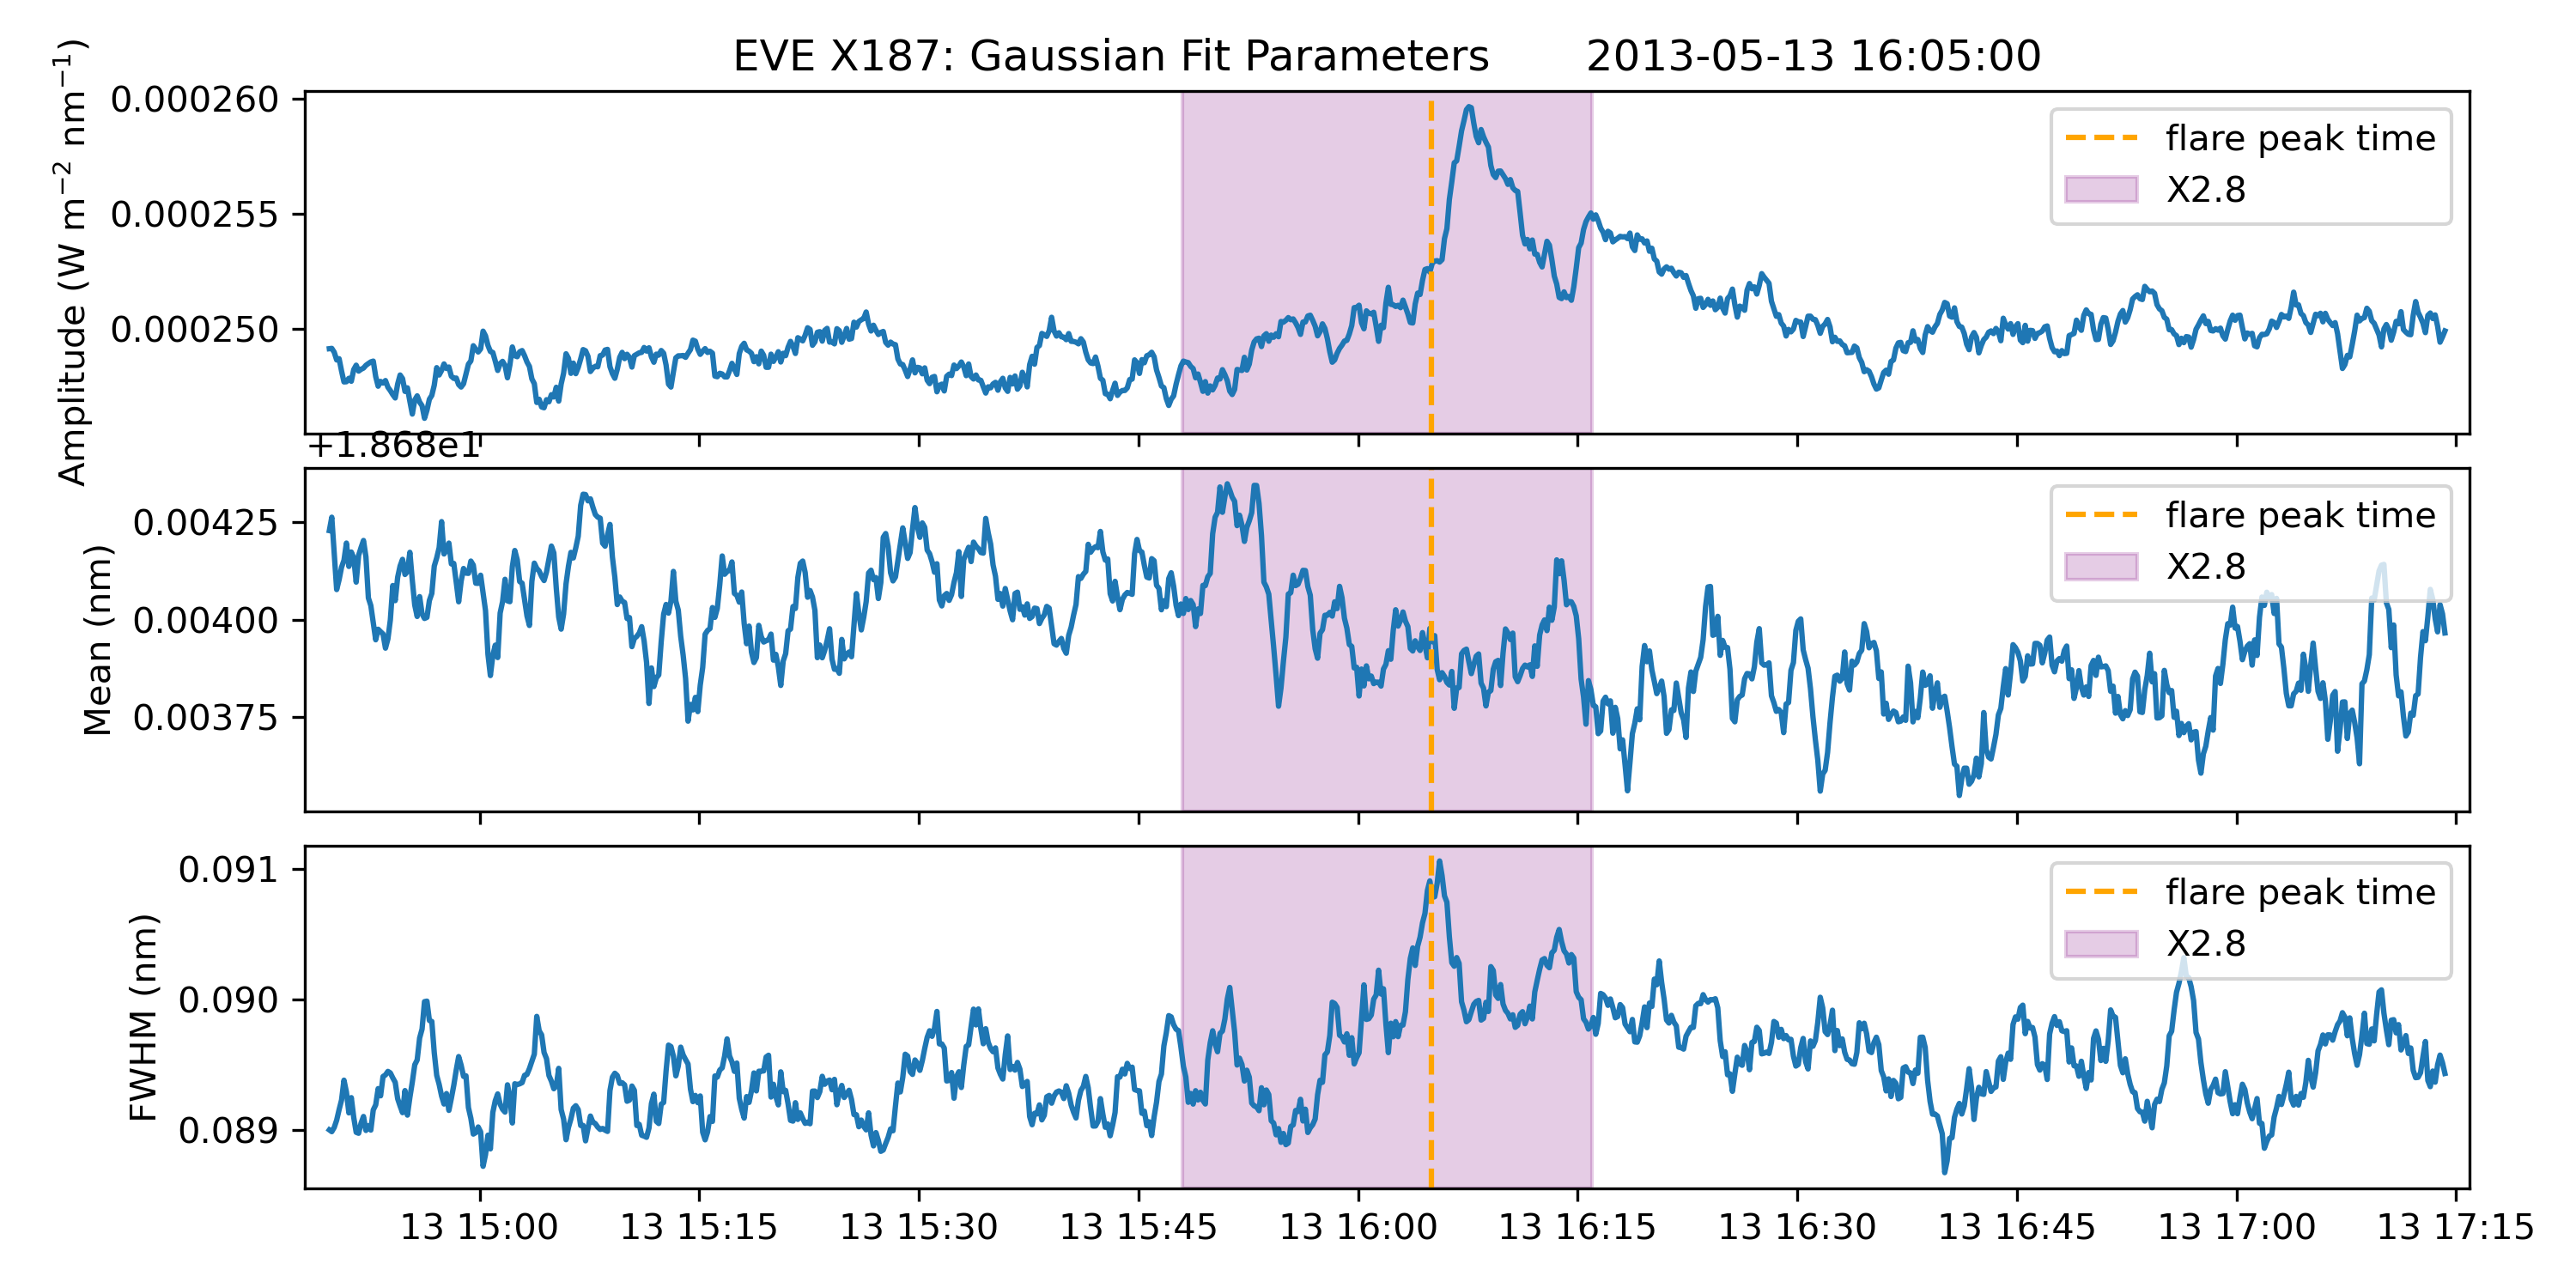 EVE X187: Gaussian Fit Parameters 2013-05-13 16:05:00
Amplitude (W m⁻² nm⁻¹)
0.000260
0.000255
0.000250
flare peak time
X2.8
+1.868e1
Mean (nm)
0.00425
0.00400
0.00375
flare peak time
X2.8
FWHM (nm)
0.091
0.090
0.089
flare peak time
X2.8
13 15:00 13 15:15 13 15:30 13 15:45 13 16:00 13 16:15 13 16:30 13 16:45 13 17:00 13 17:15